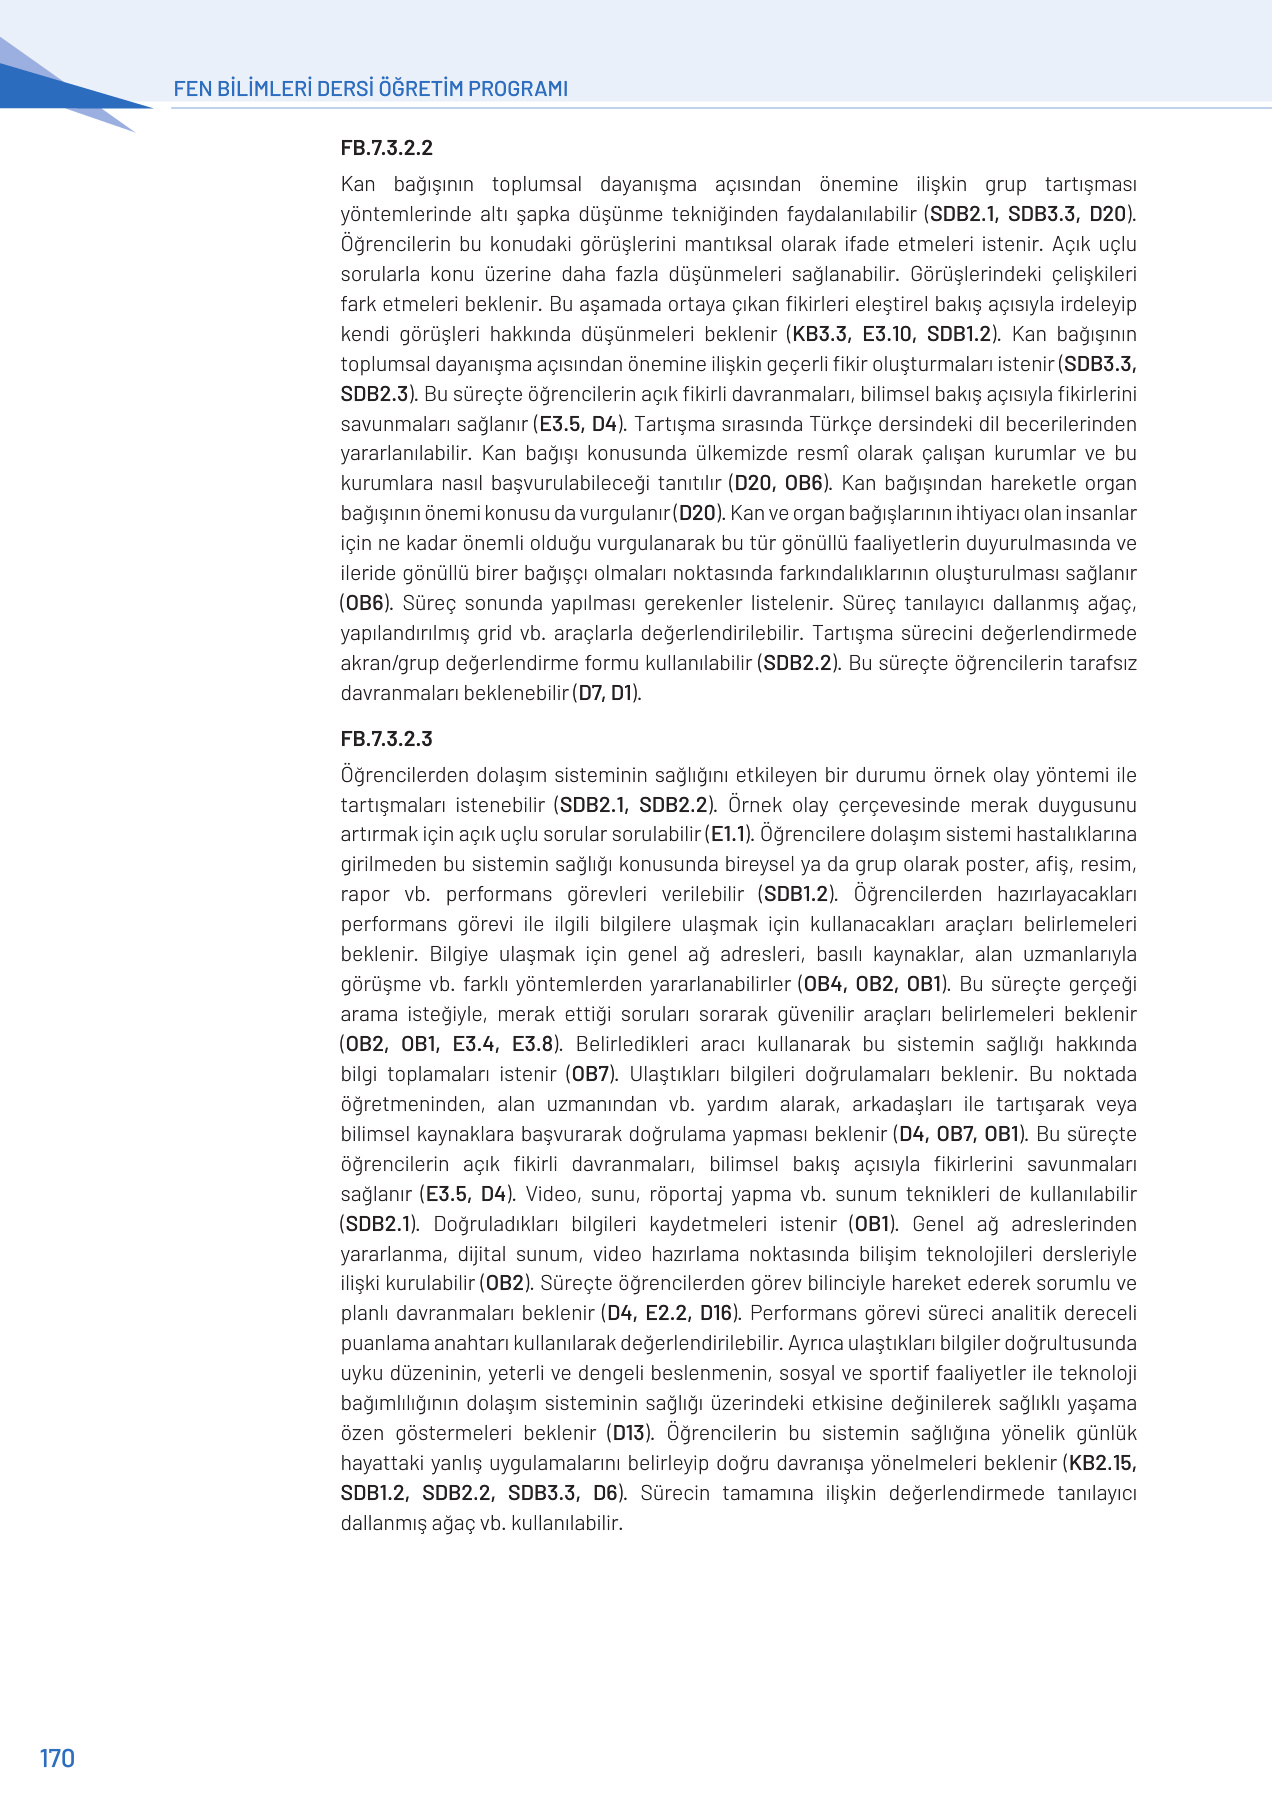 FEN BİLİMLERİ DERSİ ÖĞRETİM PROGRAMI
FB.7.3.2.2
Kan bağışının toplumsal dayanışma açısından önemine ilişkin grup tartışması
yöntemlerinde altı şapka düşünme tekniğinden faydalanılabilir (SDB2.1, SDB3.3, D20).
Öğrencilerin bu konudaki görüşlerini mantıksal olarak ifade etmeleri istenir. Açık uçlu
sorularla konu üzerine daha fazla düşünmeleri sağlanabilir. Görüşlerindeki çelişkileri
fark etmeleri beklenir. Bu aşamada ortaya çıkan fikirleri eleştirel bakış açısıyla irdeleyip
kendi görüşleri hakkında düşünmeleri beklenir (KB3.3, E3.10, SDB1.2). Kan bağışının
toplumsal dayanışma açısından önemine ilişkin geçerli fikir oluşturmaları istenir (SDB3.3,
SDB2.3). Bu süreçte öğrencilerin açık fikirli davranmaları, bilimsel bakış açısıyla fikirlerini
savunmaları sağlanır (E3.5, D4). Tartışma sırasında Türkçe dersindeki dil becerilerinden
yararlanılabilir. Kan bağışı konusunda ülkemizde resmî olarak çalışan kurumlar ve bu
kurumlara nasıl başvurulabileceği tanıtılır (D20, OB6). Kan bağışından hareketle organ
bağışının önemi konusu da vurgulanır (D20). Kan ve organ bağışlarının ihtiyacı olan insanlar
için ne kadar önemli olduğu vurgulanarak bu tür gönüllü faaliyetlerin duyurulmasında ve
ileride gönüllü birer bağışçı olmaları noktasında farkındalıklarının oluşturulması sağlanır
(OB6). Süreç sonunda yapılması gerekenler listelenir. Süreç tanılayıcı dallanmış ağaç,
yapılandırılmış grid vb. araçlarla değerlendirilebilir. Tartışma sürecini değerlendirmede
akran/grup değerlendirme formu kullanılabilir (SDB2.2). Bu süreçte öğrencilerin tarafsız
davranmaları beklenebilir (D7, D1).
FB.7.3.2.3
Öğrencilerden dolaşım sisteminin sağlığını etkileyen bir durumu örnek olay yöntemi ile
tartışmaları istenebilir (SDB2.1, SDB2.2). Örnek olay çerçevesinde merak duygusunu
artırmak için açık uçlu sorular sorulabilir (E1.1). Öğrencilere dolaşım sistemi hastalıklarına
girilmeden bu sistemin sağlığı konusunda bireysel ya da grup olarak poster, afiş, resim,
rapor vb. performans görevleri verilebilir (SDB1.2). Öğrencilerden hazırlayacakları
performans görevi ile ilgili bilgilere ulaşmak için kullanacakları araçları belirlemeleri
beklenir. Bilgiye ulaşmak için genel ağ adresleri, basılı kaynaklar, alan uzmanlarıyla
görüşme vb. farklı yöntemlerden yararlanabilirler (OB4, OB2, OB1). Bu süreçte gerçeği
arama isteğiyle, merak ettiği soruları sorarak güvenilir araçları belirlemeleri beklenir
(OB2, OB1, E3.4, E3.8). Belirledikleri aracı kullanarak bu sistemin sağlığı hakkında
bilgi toplamaları istenir (OB7). Ulaştıkları bilgileri doğrulamaları beklenir. Bu noktada
öğretmeninden, alan uzmanından vb. yardım alarak, arkadaşları ile tartışarak veya
bilimsel kaynaklara başvurarak doğrulama yapması beklenir (D4, OB7, OB1). Bu süreçte
öğrencilerin açık fikirli davranmaları, bilimsel bakış açısıyla fikirlerini savunmaları
sağlanır (E3.5, D4). Video, sunu, röportaj yapma vb. sunum teknikleri de kullanılabilir
(SDB2.1). Doğruladıkları bilgileri kaydetmeleri istenir (OB1). Genel ağ adreslerinden
yararlanma, dijital sunum, video hazırlama noktasında bilişim teknolojileri dersleriyle
ilişki kurulabilir (OB2). Süreçte öğrencilerden görev bilinciyle hareket ederek sorumlu ve
planlı davranmaları beklenir (D4, E2.2, D16). Performans görevi süreci analitik dereceli
puanlama anahtarı kullanılarak değerlendirilebilir. Ayrıca ulaştıkları bilgiler doğrultusunda
uyku düzeninin, yeterli ve dengeli beslenmenin, sosyal ve sportif faaliyetler ile teknoloji
bağımlılığının dolaşım sisteminin sağlığı üzerindeki etkisine değinilerek sağlıklı yaşama
özen göstermeleri beklenir (D13). Öğrencilerin bu sistemin sağlığına yönelik günlük
hayattaki yanlış uygulamalarını belirleyip doğru davranışa yönelmeleri beklenir (KB2.15,
SDB1.2, SDB2.2, SDB3.3, D6). Sürecin tamamına ilişkin değerlendirmede tanılayıcı
dallanmış ağaç vb. kullanılabilir.
170